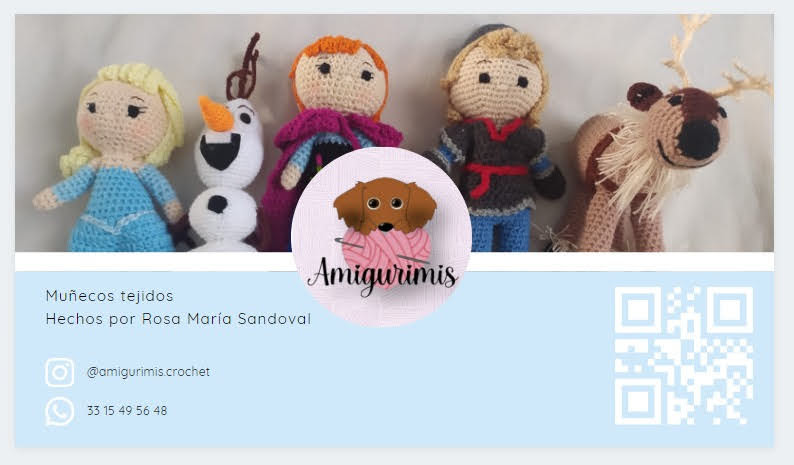 Amigurimis
Muñecos tejidos
Hechos por Rosa María Sandoval
@amigurimis.crochet
33 15 49 56 48